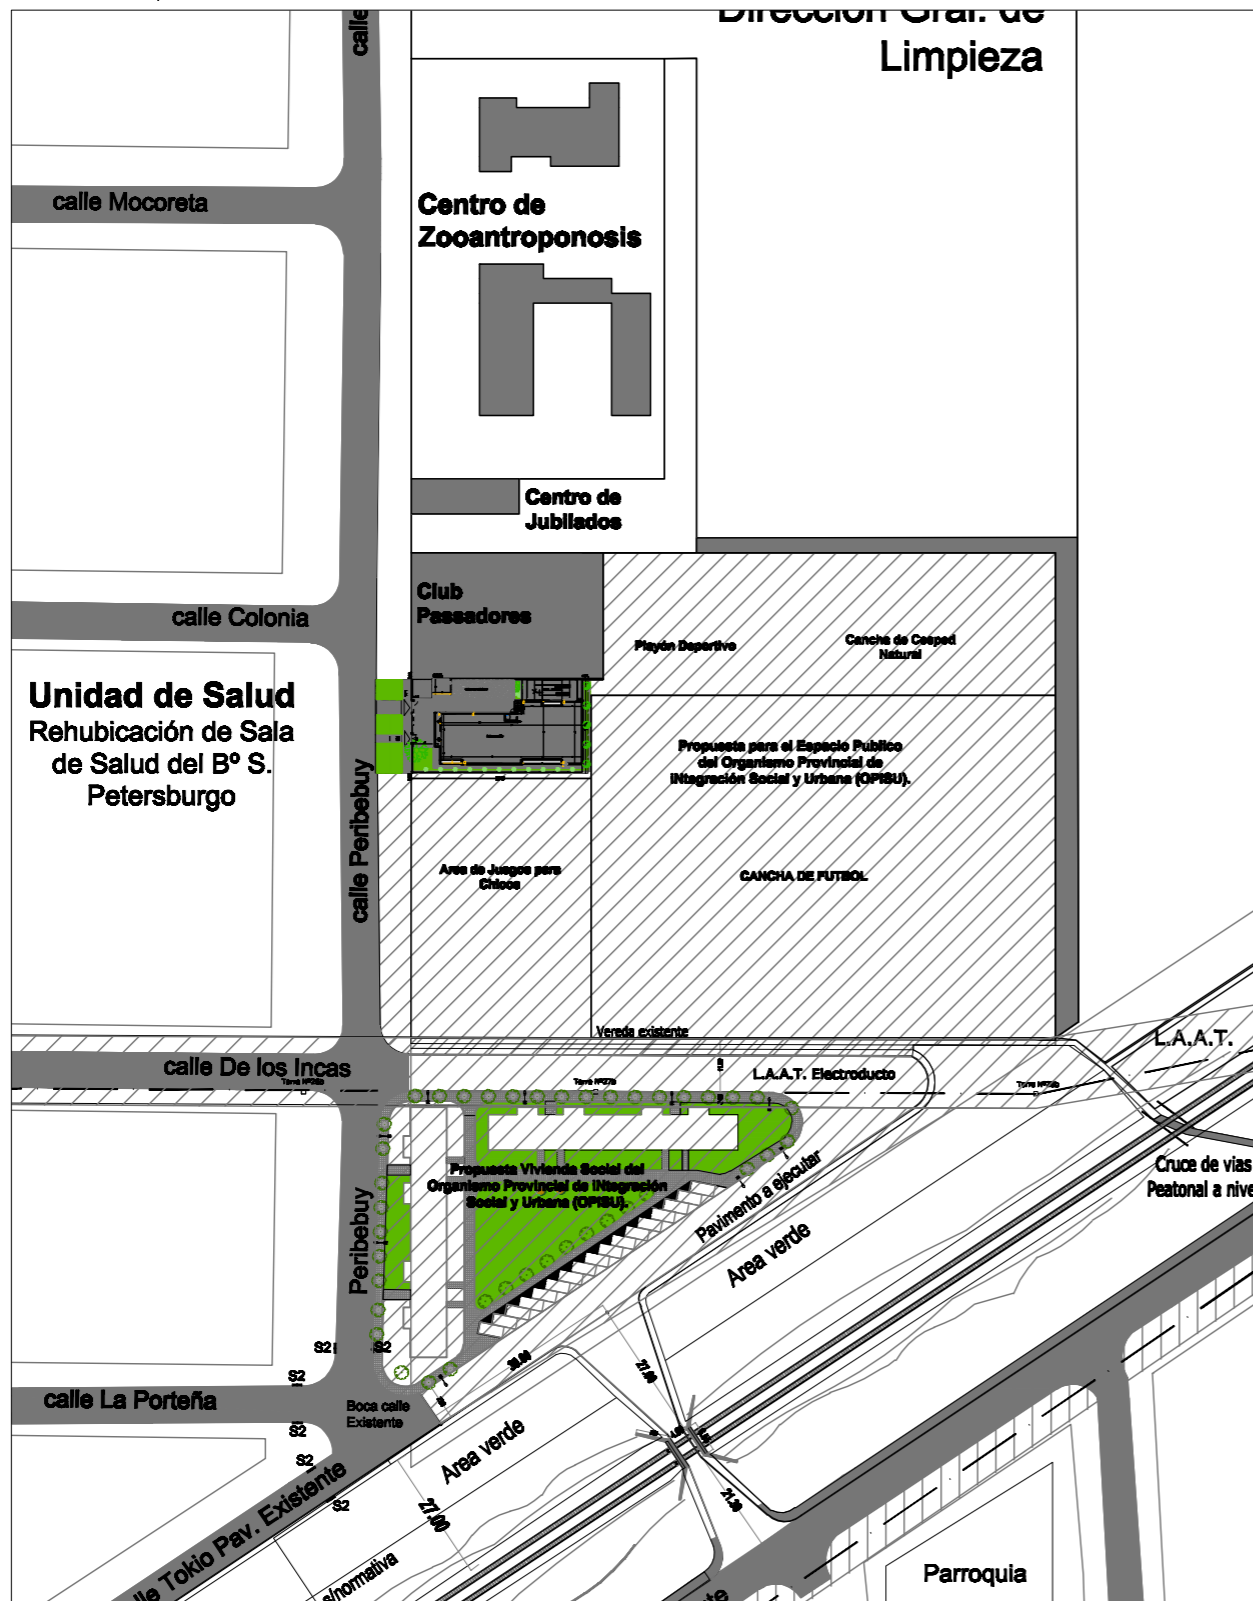 Dirección Gral. de
Limpieza
calle
calle Mocoreta
Centro de
Zooantroponosis
Centro de
Jubilados
Club
Passadores
calle Colonia
Playón Deportivo
Cancha de Cesped
Natural
Unidad de Salud
Rehubicación de Sala
de Salud del Bº S.
Petersburgo
Propuesta para el Espacio Publico
del Organismo Provincial de
INtegración Social y Urbana (OPISU).
calle Peribebuy
Area de Juegos para
Chicos
CANCHA DE FUTBOL
Vereda existente
L.A.A.T.
calle De los Incas
L.A.A.T. Electroducto
Propuesta Vivienda Social del
Organismo Provincial de INtegración
Social y Urbana (OPISU).
Peribebuy
Pavimento a ejecutar
Area verde
Cruce de vias
Peatonal a nive
S2
S2
S2
calle La Porteña
Boca calle
Existente
27.00
S2
S2
S2
Area verde
27.00
21.30
lle Tokio Pav. Existente
s/normativa
Parroquia